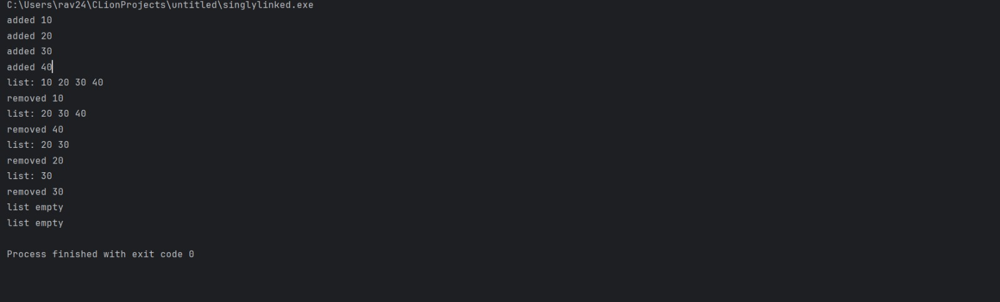 C:\Users\rav24\CLionProjects\untitled\singlylinked.exe
added 10
added 20
added 30
added 40
list: 10 20 30 40
removed 10
list: 20 30 40
removed 40
list: 20 30
removed 20
list: 30
removed 30
list empty
list empty
Process finished with exit code 0